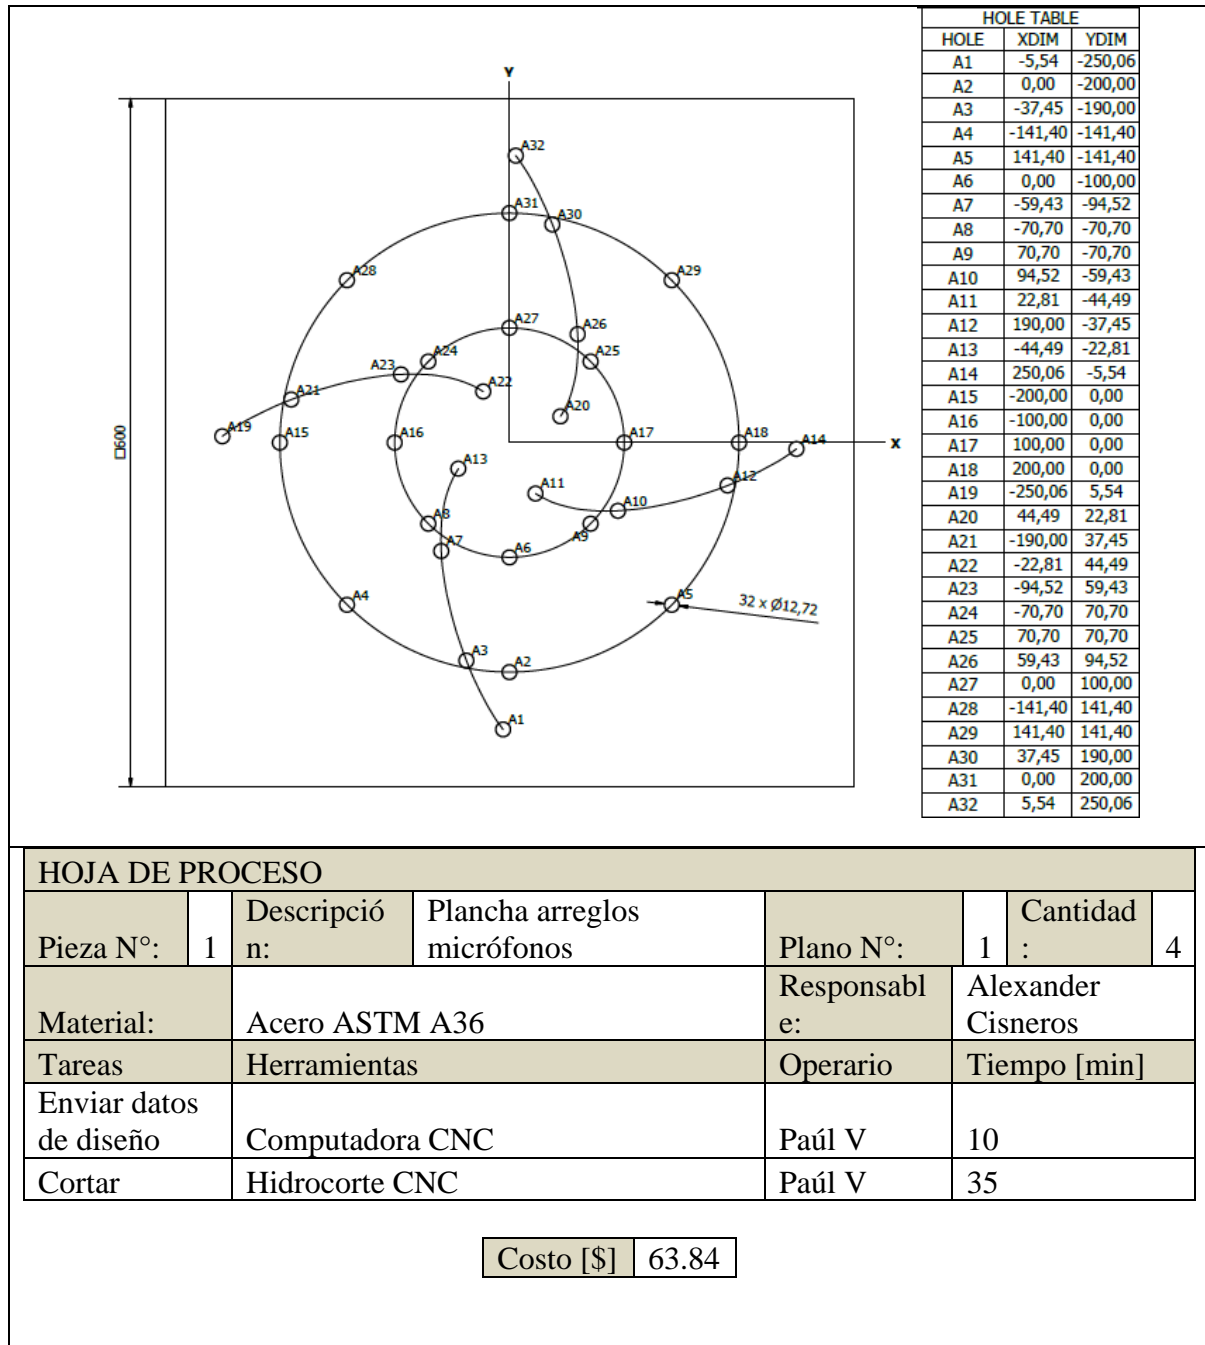 HOLE TABLE
HOLE XDIM YDIM
A1 -5,54 -250,06
A2 0,00 -200,00
A3 -37,45 -190,00
A4 -141,40 -141,40
A5 141,40 -141,40
A6 0,00 -100,00
A7 -59,43 -94,52
A8 -70,70 -70,70
A9 70,70 -70,70
A10 94,52 -59,43
A11 22,81 -44,49
A12 190,00 -37,45
A13 -44,49 -22,81
A14 250,06 -5,54
A15 -200,00 0,00
A16 -100,00 0,00
A17 100,00 0,00
A18 200,00 0,00
A19 -250,06 5,54
A20 44,49 22,81
A21 -190,00 37,45
A22 -22,81 44,49
A23 -94,52 59,43
A24 -70,70 70,70
A25 70,70 70,70
A26 59,43 94,52
A27 0,00 100,00
A28 -141,40 141,40
A29 141,40 141,40
A30 37,45 190,00
A31 0,00 200,00
A32 5,54 250,06
Y
A32
A31 A30
A28 A29
A27 A26
A24 A25
A23
A22
A21
A20
A19 A15 A16 A17 A18 A14 X
□600
A13
A12
A11
A10
A8 A9
A7 A6
A4 A5
32 x Ø12,72
A3 A2
A1
HOJA DE PROCESO
Pieza N°: 1 Descripció
n: Plancha arreglos
micrófonos Plano N°: 1 Cantidad
: 4
Material: Acero ASTM A36 Responsabl
e: Alexander
Cisneros
Tareas Herramientas Operario Tiempo [min]
Enviar datos
de diseño Computadora CNC Paúl V 10
Cortar Hidrocorte CNC Paúl V 35
Costo [$] 63.84